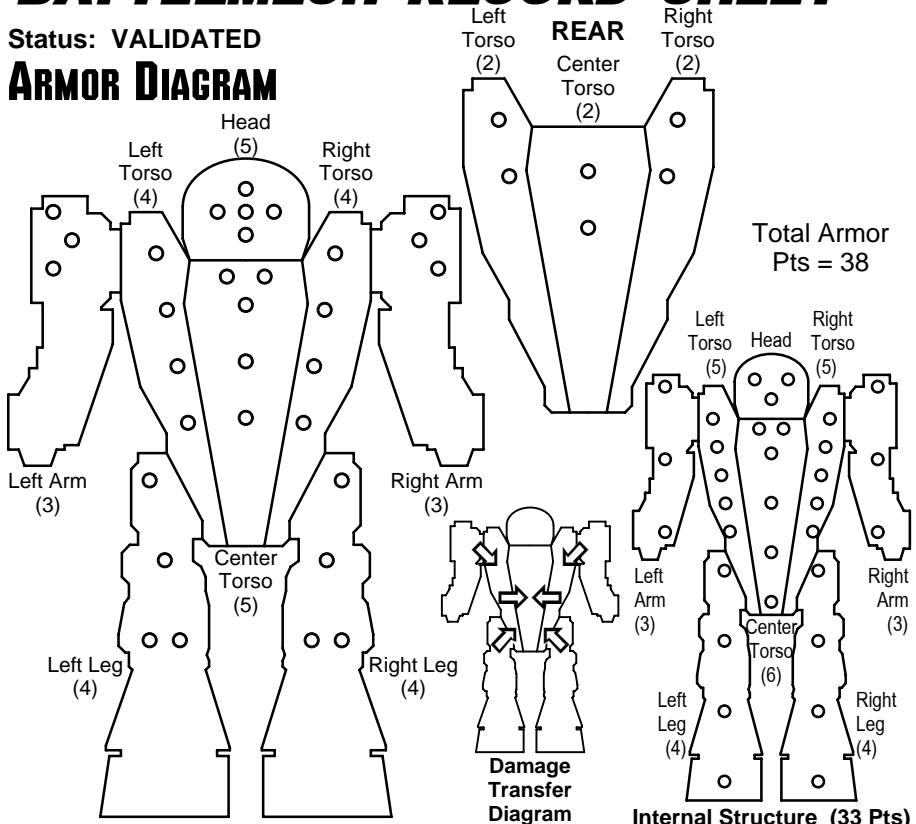 BATTLEMECH RECORD SHEET
Status: VALIDATED
ARMOR DIAGRAM
Head
(5)
Left
Torso
(4)
Right
Torso
(4)
Left Arm
(3)
Right Arm
(3)
Center
Torso
(5)
Left Leg
(4)
Right Leg
(4)
Left
Torso
(2)
REAR
Center
Torso
(2)
Right
Torso
(2)
Total Armor
Pts = 38
Left
Torso
(5)
Head
Right
Torso
(5)
Left
Arm
(3)
Right
Arm
(3)
Center
Torso
(6)
Left
Leg
(4)
Right
Leg
(4)
Damage
Transfer
Diagram
Internal Structure (33 Pts)